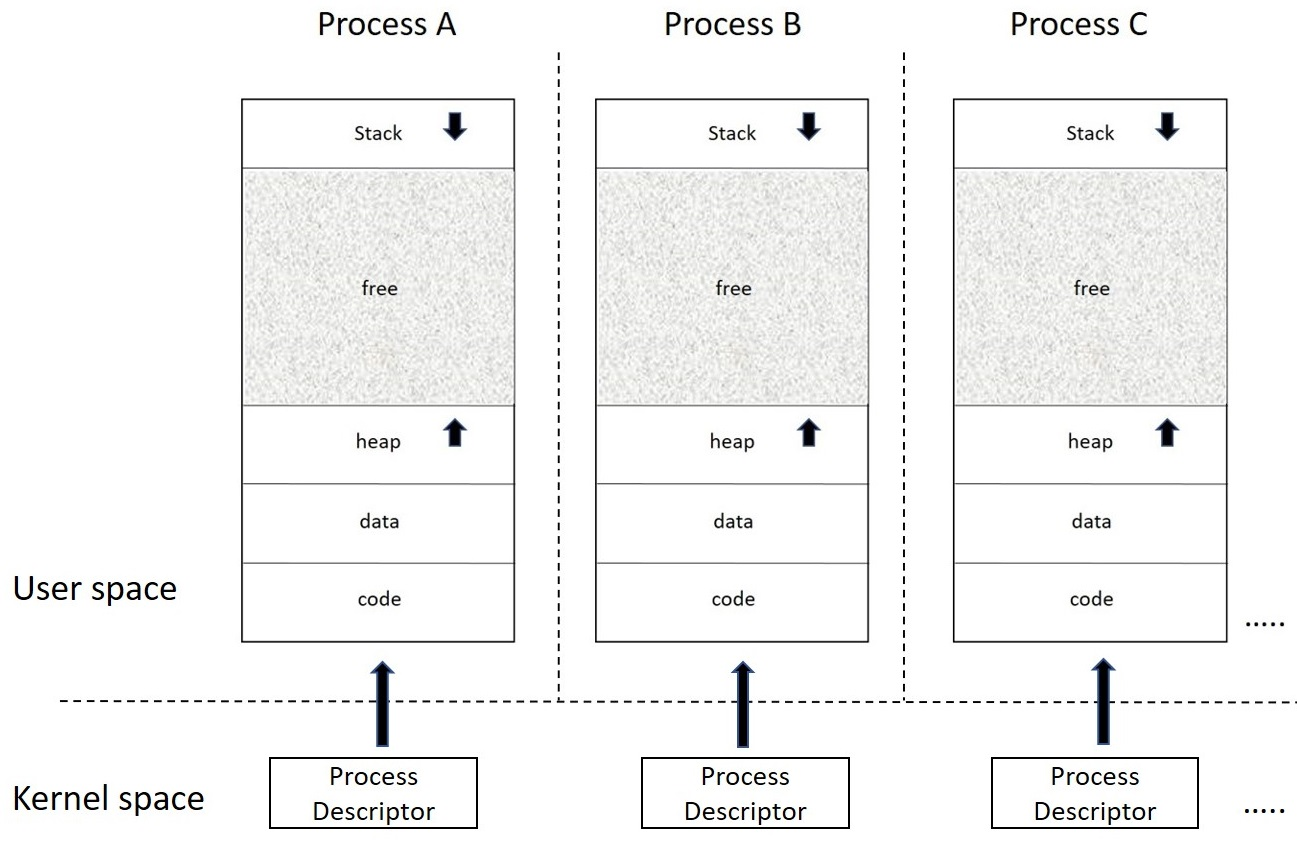 Process A
Process B
Process C
Stack
Stack
Stack
free
free
free
heap
heap
heap
data
data
data
User space
code
code
code
.....
Kernel space
Process
Descriptor
Process
Descriptor
Process
Descriptor
.....